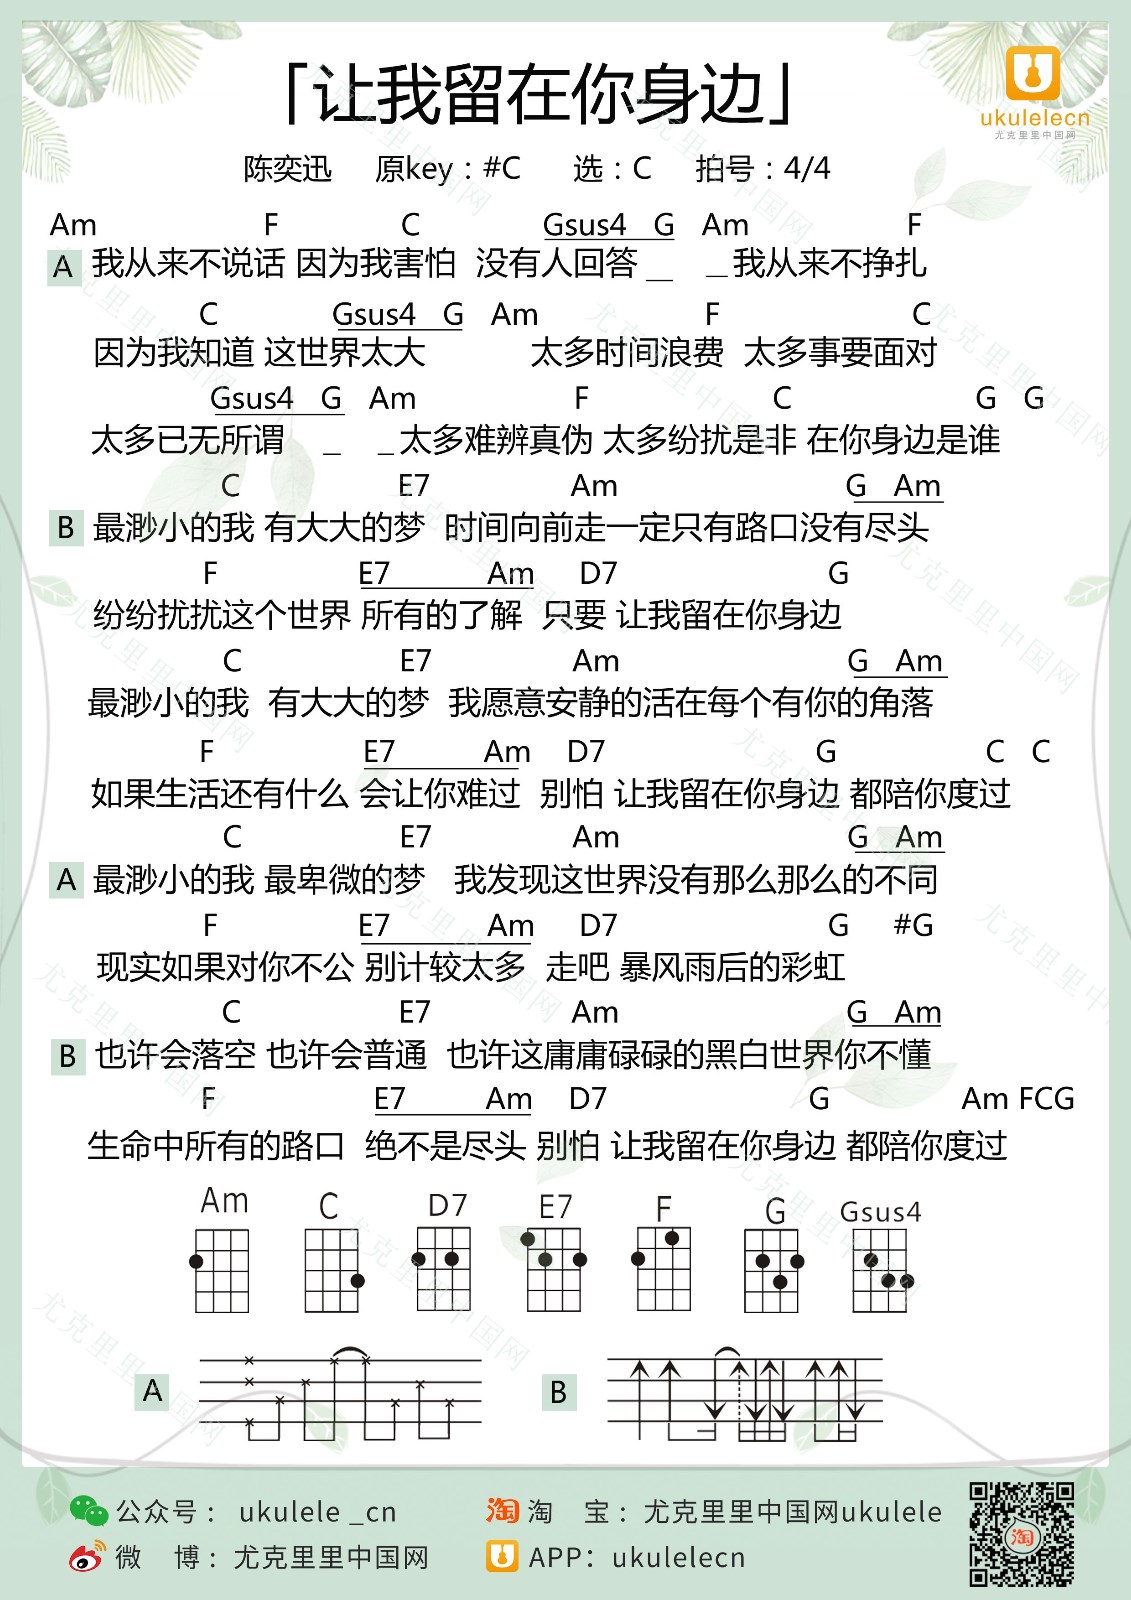 「让我留在你身边」
ukulelecn
尤克里里中国网
陈奕迅 原key：#C 选：C 拍号：4/4
Am F C Gsus4 G Am F
A 我从来不说话 因为我害怕 没有人回答 _ _ 我从来不挣扎
C Gsus4 G Am F C
因为我知道 这世界太大 太多时间浪费 太多事要面对
Gsus4 G Am F C G G
太多已无所谓 _ _ 太多难辨真伪 太多纷扰是非 在你身边是谁
C E7 Am G Am
B 最渺小的我 有大大的梦 时间向前走一定只有路口没有尽头
F E7 Am D7 G
纷纷扰扰这个世界 所有的了解 只要 让我留在你身边
C E7 Am G Am
最渺小的我 有大大的梦 我愿意安静的活在每个有你的角落
F E7 Am D7 G C C
如果生活还有什么 会让你难过 别怕 让我留在你身边 都陪你度过
C E7 Am G Am
A 最渺小的我 最卑微的梦 我发现这世界没有那么那么的不同
F E7 Am D7 G #G
现实如果对你不公 别计较太多 走吧 暴风雨后的彩虹
C E7 Am G Am
B 也许会落空 也许会普通 也许这庸庸碌碌的黑白世界你不懂
F E7 Am D7 G Am FCG
生命中所有的路口 绝不是尽头 别怕 让我留在你身边 都陪你度过
Am C D7 E7 F G Gsus4
A B
公众号： ukulele _cn 淘 淘 宝：尤克里里中国网ukulele
微 博：尤克里里中国网 APP：ukulelecn
淘